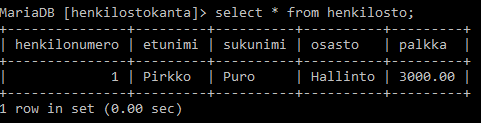 MariaDB [henkilostokanta]> select * from henkilosto;
+--------------+---------+----------+----------+---------+
| henkilonumero | etunimi | sukunimi | osasto | palkka |
+--------------+---------+----------+----------+---------+
| 1 | Pirkko | Puro | Hallinto | 3000.00 |
+--------------+---------+----------+----------+---------+
1 row in set (0.00 sec)